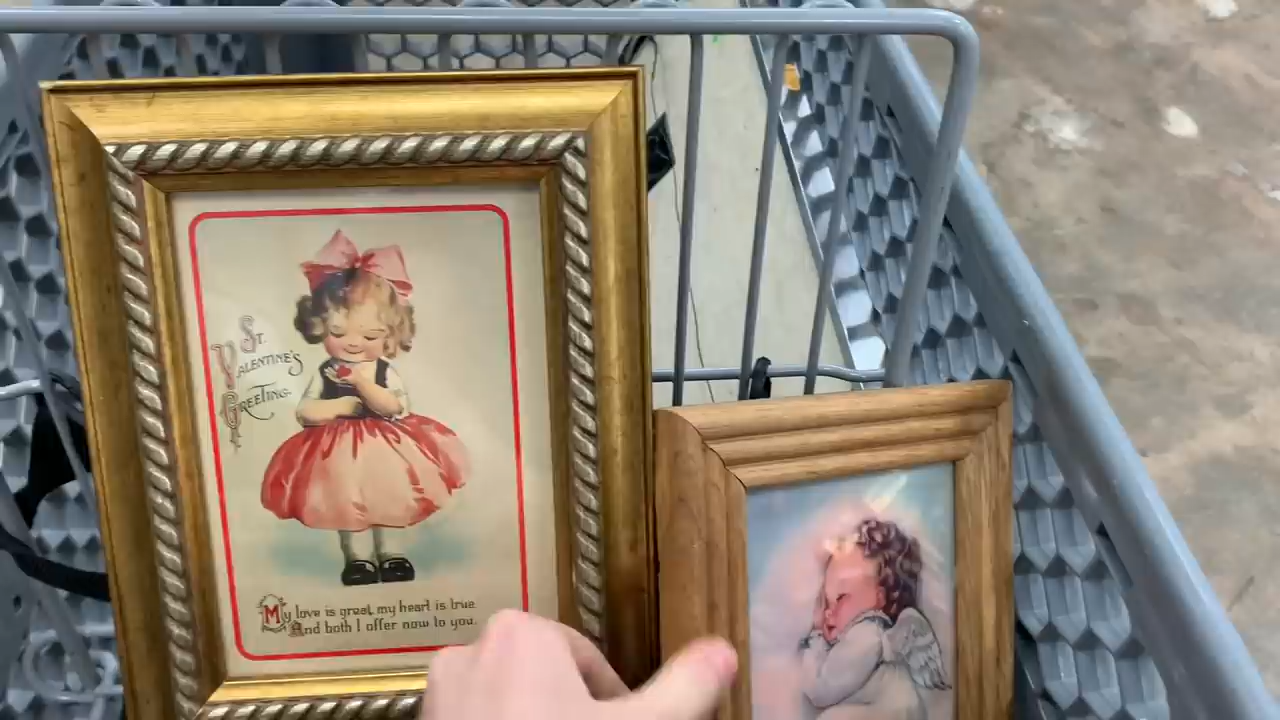 St.
Valentine's
Greeting.
My love is great, my heart is true
And both I offer now to you.